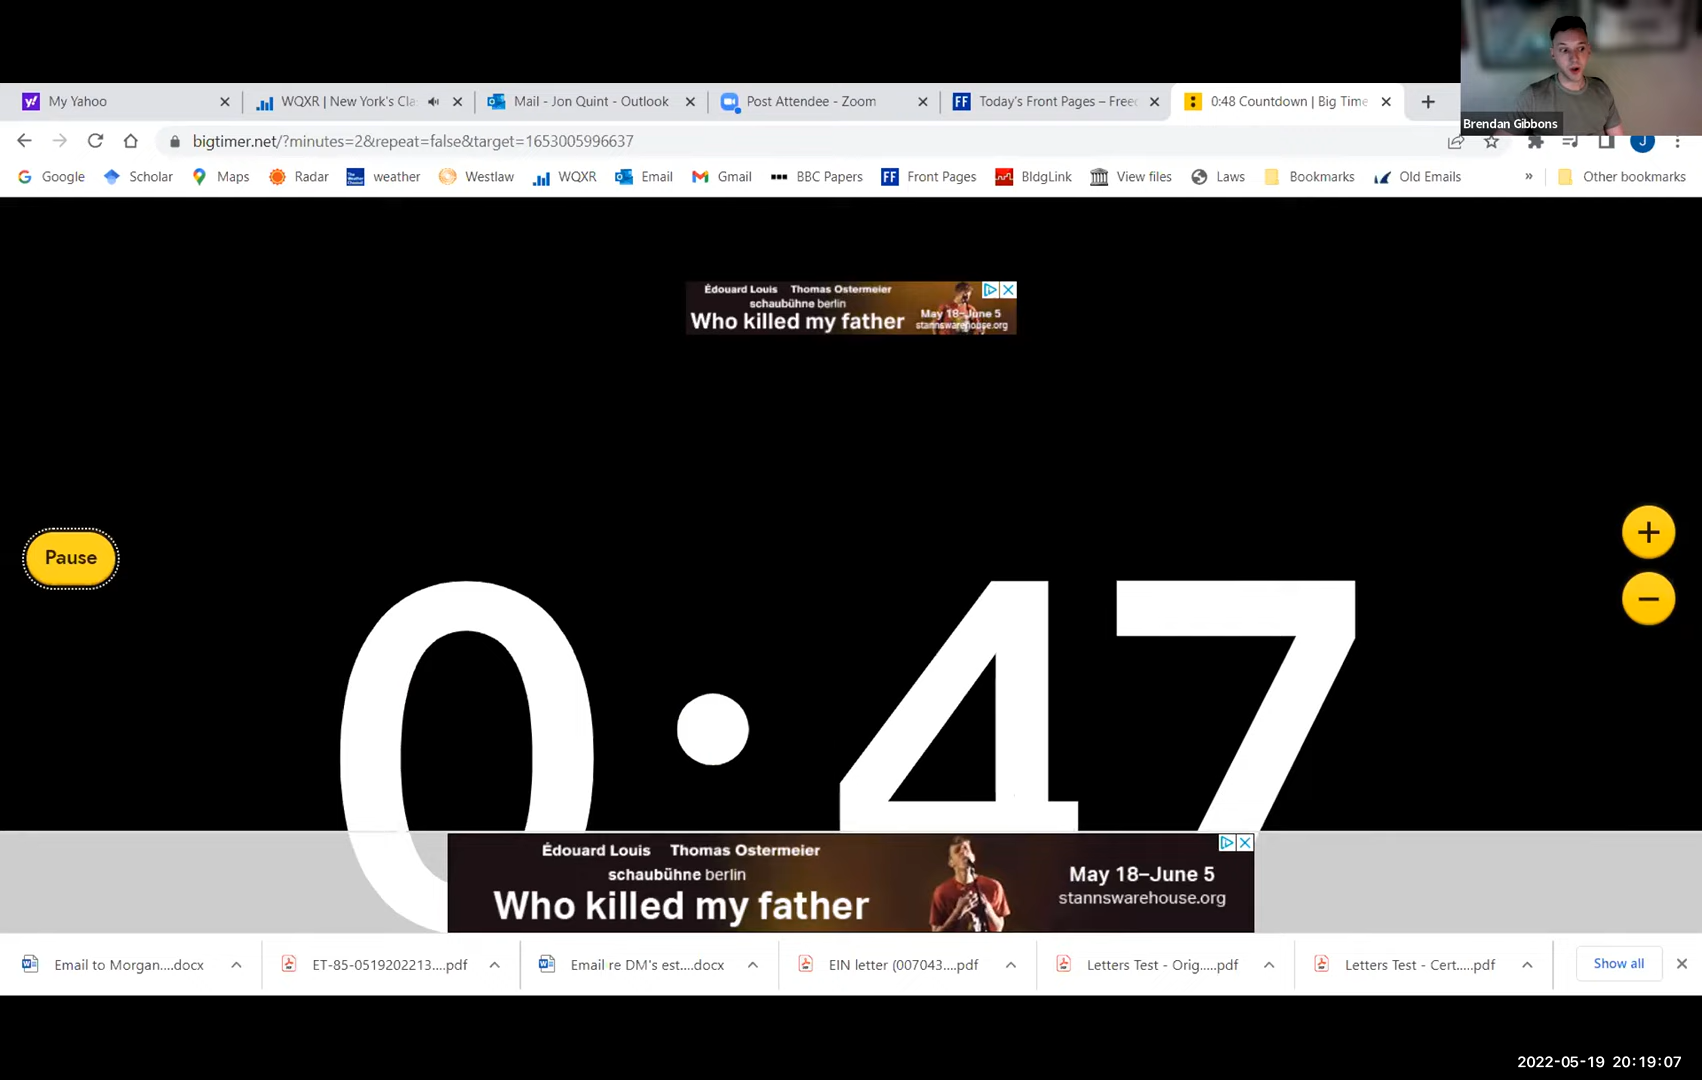 My Yahoo
WQXR | New York's Cla
Mail - Jon Quint - Outlook
Post Attendee - Zoom
Today's Front Pages – Free
0:48 Countdown | Big Time
Brendan Gibbons
bigtimer.net/?minutes=2&repeat=false&target=1653005996637
J
Google
Scholar
Maps
Radar
weather
Westlaw
WQXR
Email
Gmail
BBC Papers
FF Front Pages
BldgLink
View files
Laws
Bookmarks
Old Emails
»
Other bookmarks
Édouard Louis Thomas Ostermeier
schaubühne berlin
Who killed my father
May 18–June 5
stannswarehouse.org
Pause
+
−
0:47
Édouard Louis Thomas Ostermeier
schaubühne berlin
Who killed my father
May 18–June 5
stannswarehouse.org
Email to Morgan....docx
ET-85-0519202213....pdf
Email re DM's est....docx
EIN letter (007043....pdf
Letters Test - Orig.....pdf
Letters Test - Cert.....pdf
Show all
2022-05-19 20:19:07